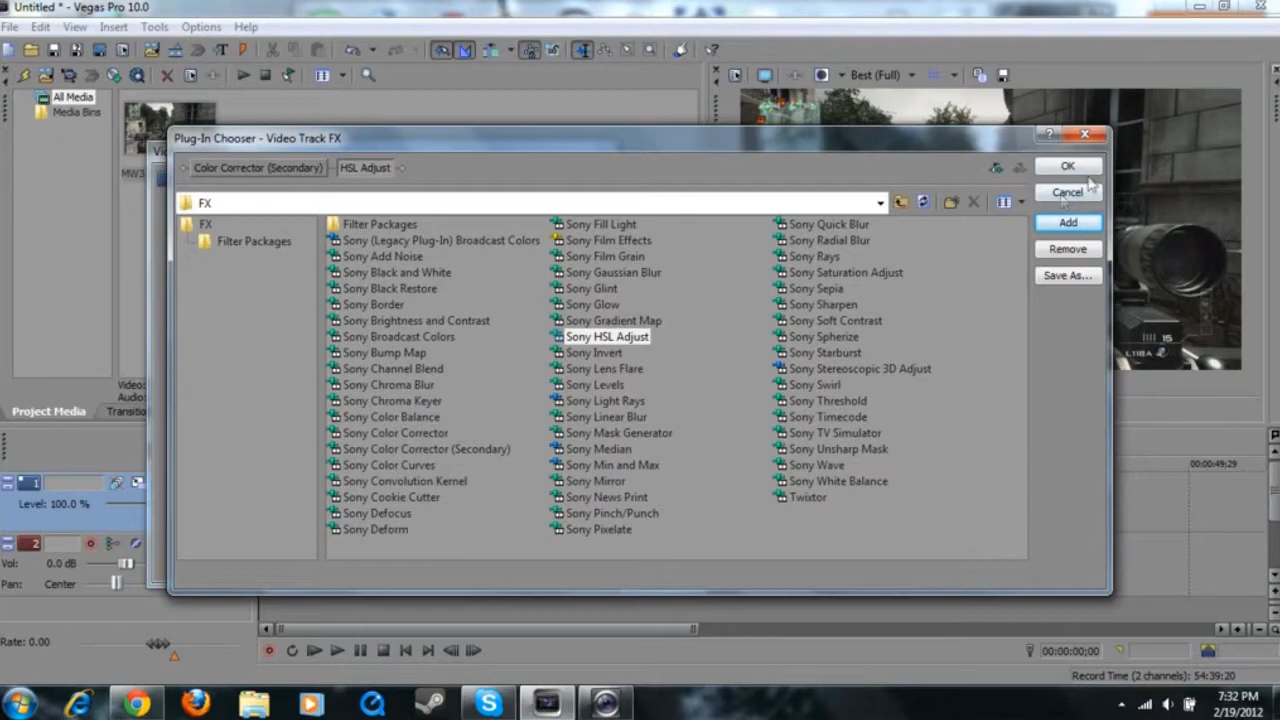 Untitled * - Vegas Pro 10.0
File Edit View Insert Tools Options Help
Best (Full)
All Media
Media Bins
Plug-In Chooser - Video Track FX
Color Corrector (Secondary) HSL Adjust
OK
Cancel
Add
Remove
Save As...
FX
FX
Filter Packages
Filter Packages
Sony (Legacy Plug-In) Broadcast Colors
Sony Add Noise
Sony Black and White
Sony Black Restore
Sony Border
Sony Brightness and Contrast
Sony Broadcast Colors
Sony Bump Map
Sony Channel Blend
Sony Chroma Blur
Sony Chroma Keyer
Sony Color Balance
Sony Color Corrector
Sony Color Corrector (Secondary)
Sony Color Curves
Sony Convolution Kernel
Sony Cookie Cutter
Sony Defocus
Sony Deform
Sony Fill Light
Sony Film Effects
Sony Film Grain
Sony Gaussian Blur
Sony Glint
Sony Glow
Sony Gradient Map
Sony HSL Adjust
Sony Invert
Sony Lens Flare
Sony Levels
Sony Light Rays
Sony Linear Blur
Sony Mask Generator
Sony Median
Sony Min and Max
Sony Mirror
Sony News Print
Sony Pinch/Punch
Sony Pixelate
Sony Quick Blur
Sony Radial Blur
Sony Rays
Sony Saturation Adjust
Sony Sepia
Sony Sharpen
Sony Soft Contrast
Sony Spherize
Sony Starburst
Sony Stereoscopic 3D Adjust
Sony Swirl
Sony Threshold
Sony Timecode
Sony TV Simulator
Sony Unsharp Mask
Sony Wave
Sony White Balance
Twixtor
MW3
Video:
Audio:
Project Media Transition
L118A
00:00:49:29
1
Level: 100.0 %
2
Vol: 0.0 dB
Pan: Center
Rate: 0.00
00:00:00;00
Record Time (2 channels): 54:39:20
7:32 PM
2/19/2012